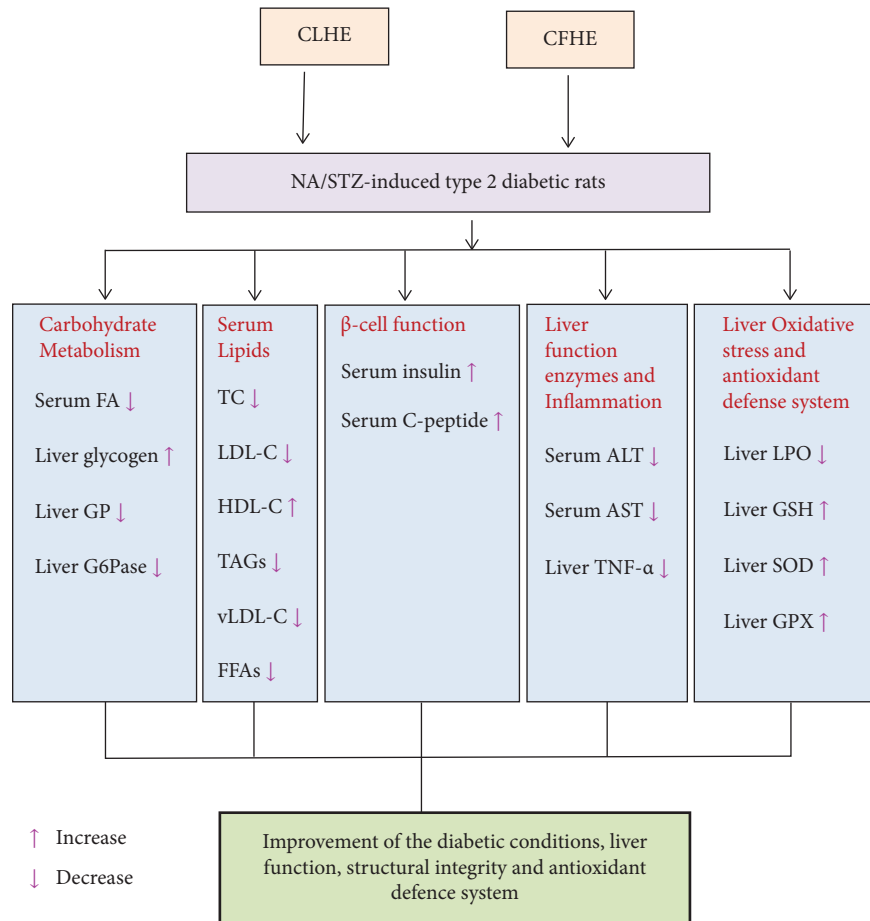 CLHE
CFHE
NA/STZ-induced type 2 diabetic rats
Carbohydrate
Metabolism
Serum FA ↓
Liver glycogen ↑
Liver GP ↓
Liver G6Pase ↓
Serum
Lipids
TC ↓
LDL-C ↓
HDL-C ↑
TAGs ↓
vLDL-C ↓
FFAs ↓
β-cell function
Serum insulin ↑
Serum C-peptide ↑
Liver
function
enzymes and
Inflammation
Serum ALT ↓
Serum AST ↓
Liver TNF-α ↓
Liver Oxidative
stress and
antioxidant
defense system
Liver LPO ↓
Liver GSH ↑
Liver SOD ↑
Liver GPX ↑
↑ Increase
↓ Decrease
Improvement of the diabetic conditions, liver
function, structural integrity and antioxidant
defence system